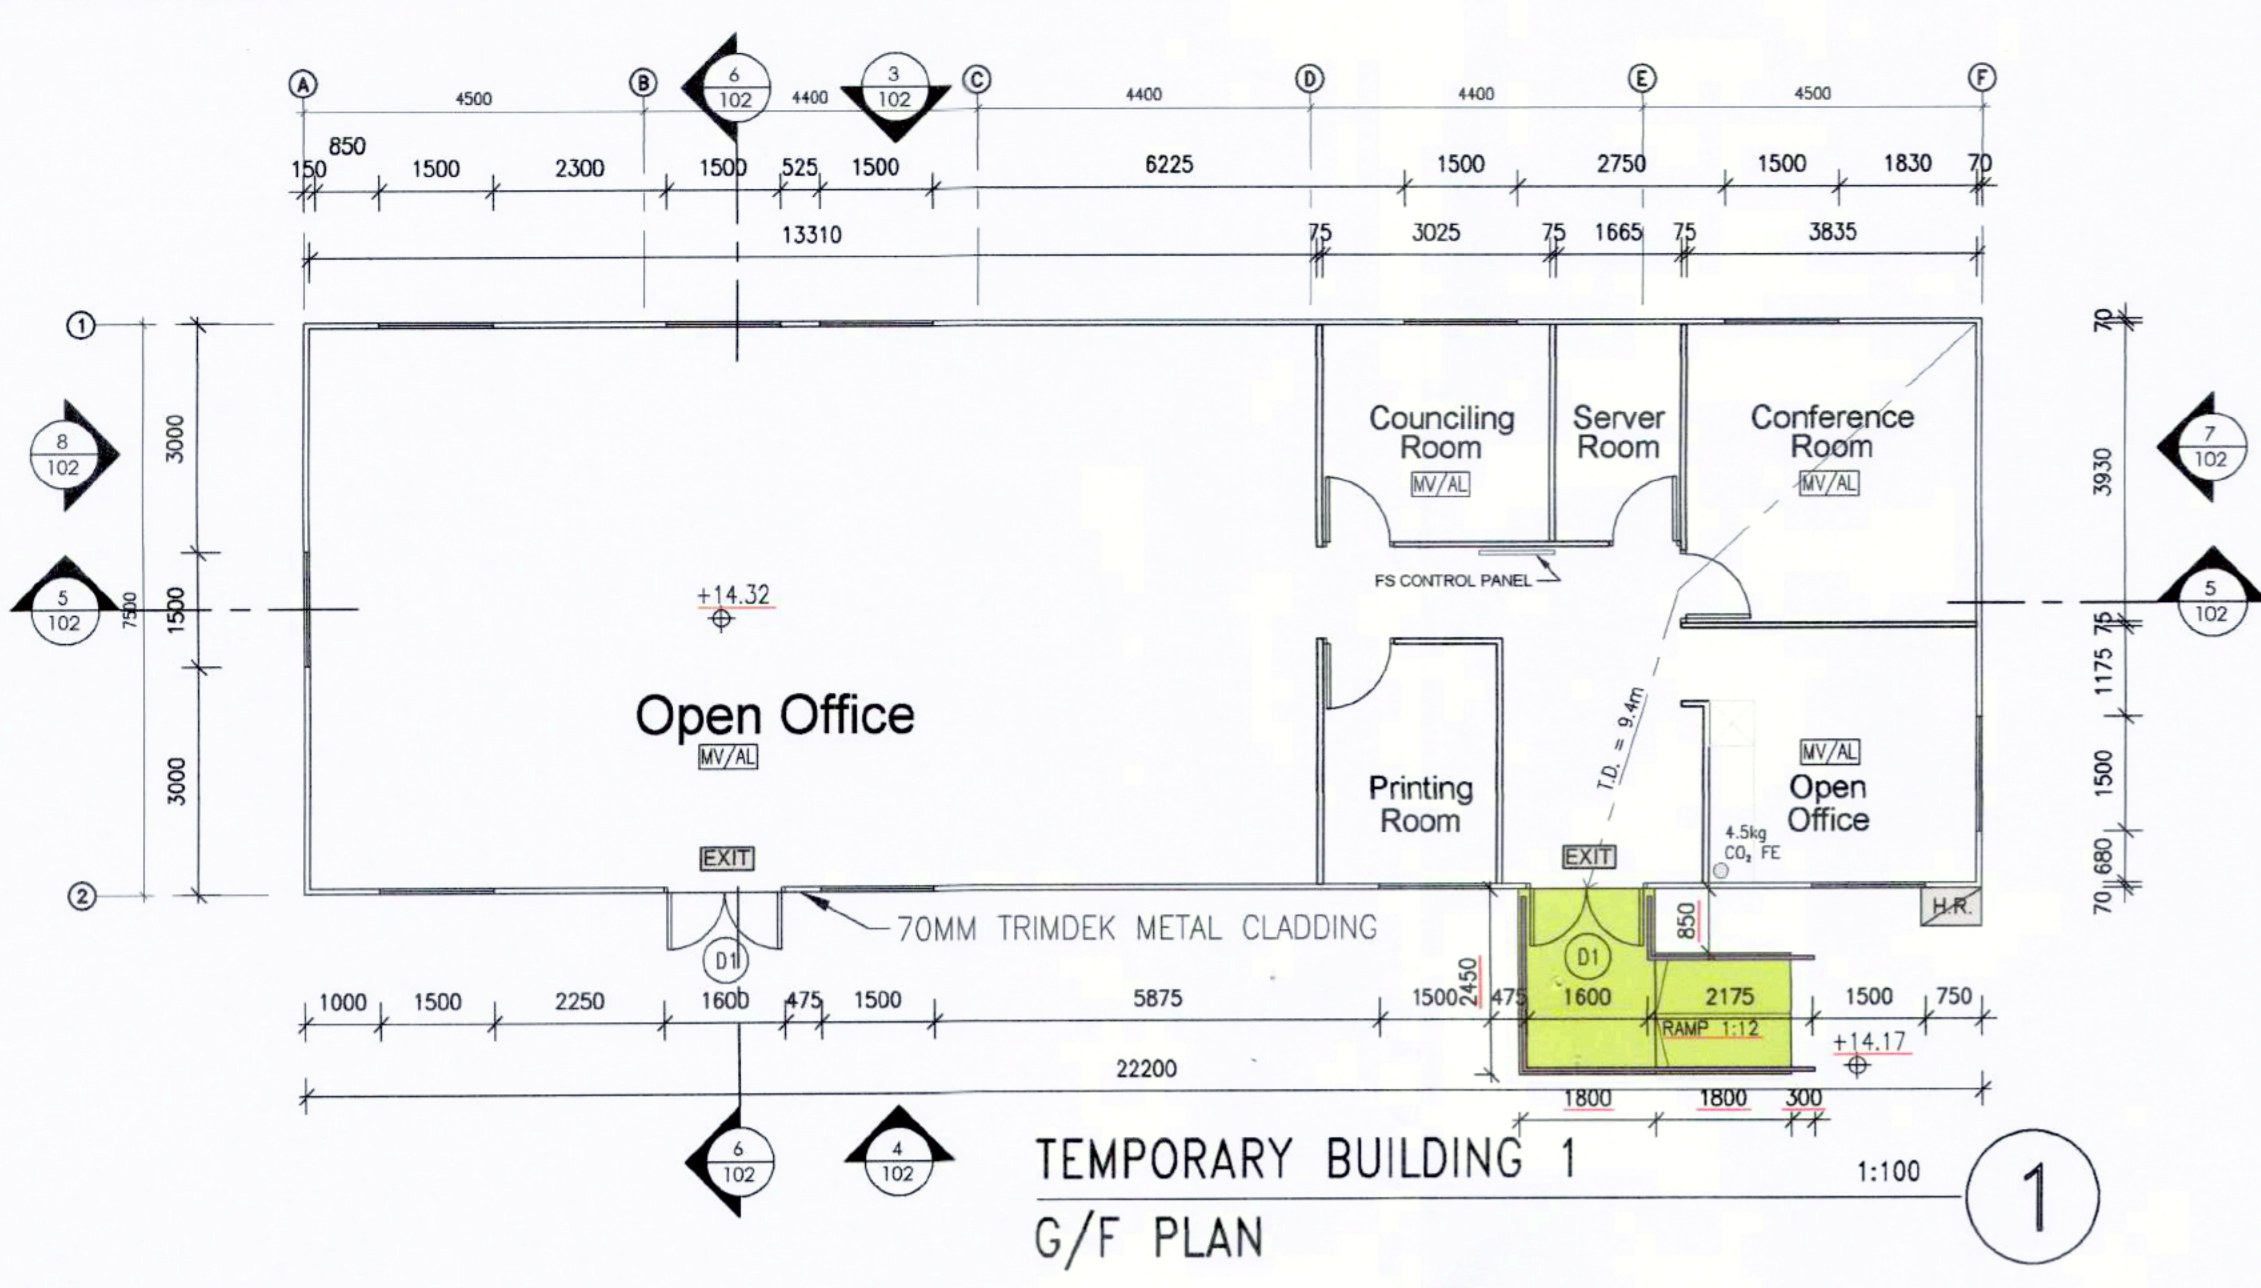 A
B
6
102
3
102
C
D
E
F
4500
4400
4400
4400
4500
850
150
1500
2300
1500
525
1500
6225
1500
2750
1500
1830
70
13310
75
3025
75
1665
75
3835
1
70
8
102
3000
Counciling
Room
MV/AL
Server
Room
Conference
Room
MV/AL
3930
7
102
FS CONTROL PANEL
5
102
7500
1500
+14.32
5
102
75
1175
T.D. = 9.4m
Open Office
MV/AL
3000
Printing
Room
MV/AL
Open
Office
1500
4.5kg
CO₂ FE
680
EXIT
EXIT
2
70
H.R.
70MM TRIMDEK METAL CLADDING
850
D1
D1
2450
1000
1500
2250
1600
475
1500
5875
1500
475
1600
2175
1500
750
RAMP 1:12
+14.17
22200
1800
1800
300
6
102
4
102
TEMPORARY BUILDING 1
1:100
1
G/F PLAN